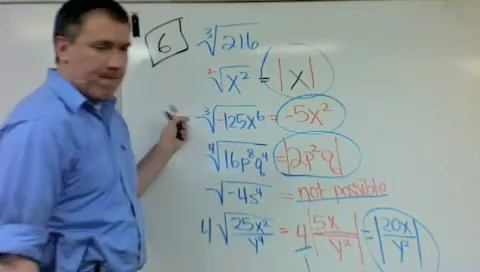 6 ∛216
²√x² = |x|
∛-125x⁶ = -5x²
∜16p⁸q⁴ = |2p²q|
√-4s⁴ = not possible
4√25x²/y⁴ = 4|5x/y²| = |20x/y²|